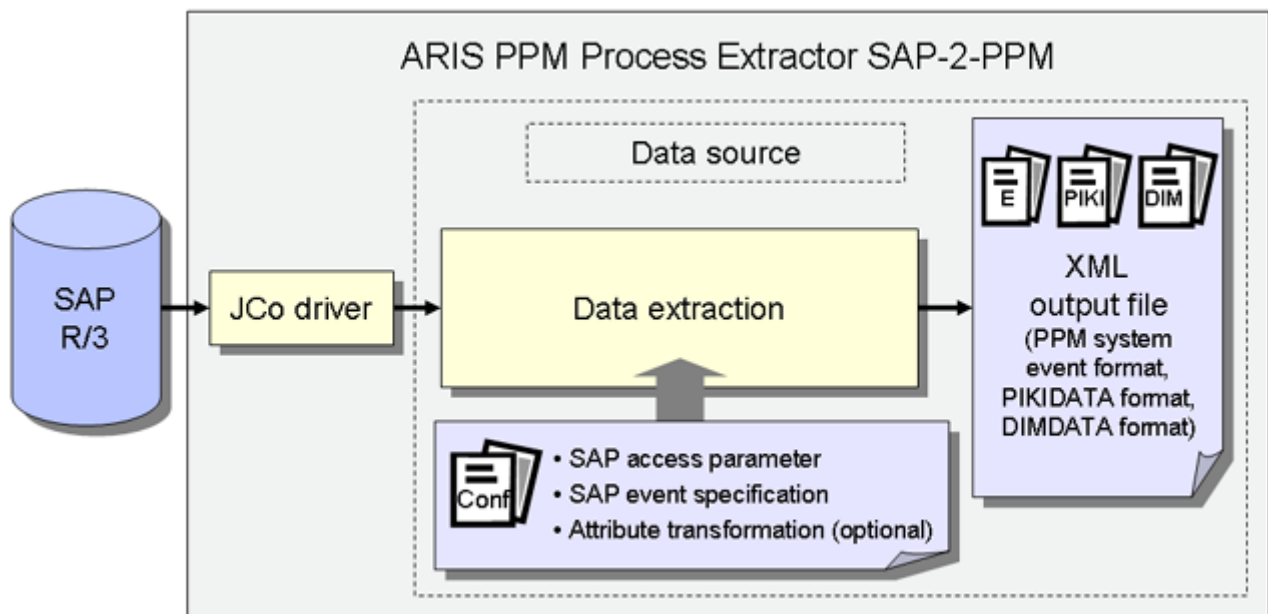 ARIS PPM Process Extractor SAP-2-PPM
Data source
SAP
R/3
JCo driver
Data extraction
E
PIKI
DIM
XML
output file
(PPM system
event format,
PIKIDATA format,
DIMDATA format)
Conf
• SAP access parameter
• SAP event specification
• Attribute transformation (optional)